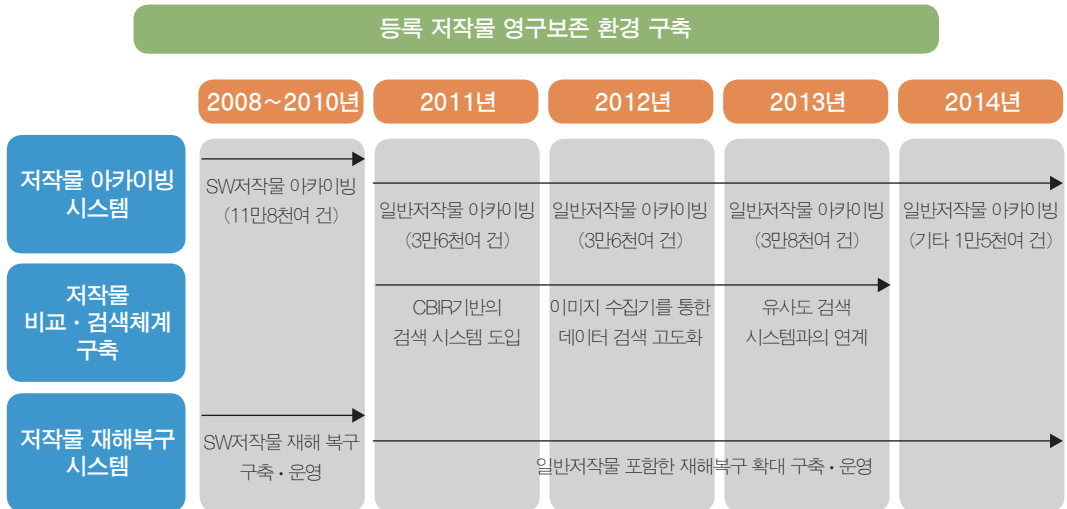 등록 저작물 영구보존 환경 구축
2008~2010년
2011년
2012년
2013년
2014년
저작물 아카이빙
시스템
SW저작물 아카이빙
(11만8천여 건)
일반저작물 아카이빙
(3만6천여 건)
일반저작물 아카이빙
(3만6천여 건)
일반저작물 아카이빙
(3만8천여 건)
일반저작물 아카이빙
(기타 1만5천여 건)
저작물
비교・검색체계
구축
CBIR기반의
검색 시스템 도입
이미지 수집기를 통한
데이터 검색 고도화
유사도 검색
시스템과의 연계
저작물 재해복구
시스템
SW저작물 재해 복구
구축・운영
일반저작물 포함한 재해복구 확대 구축・운영